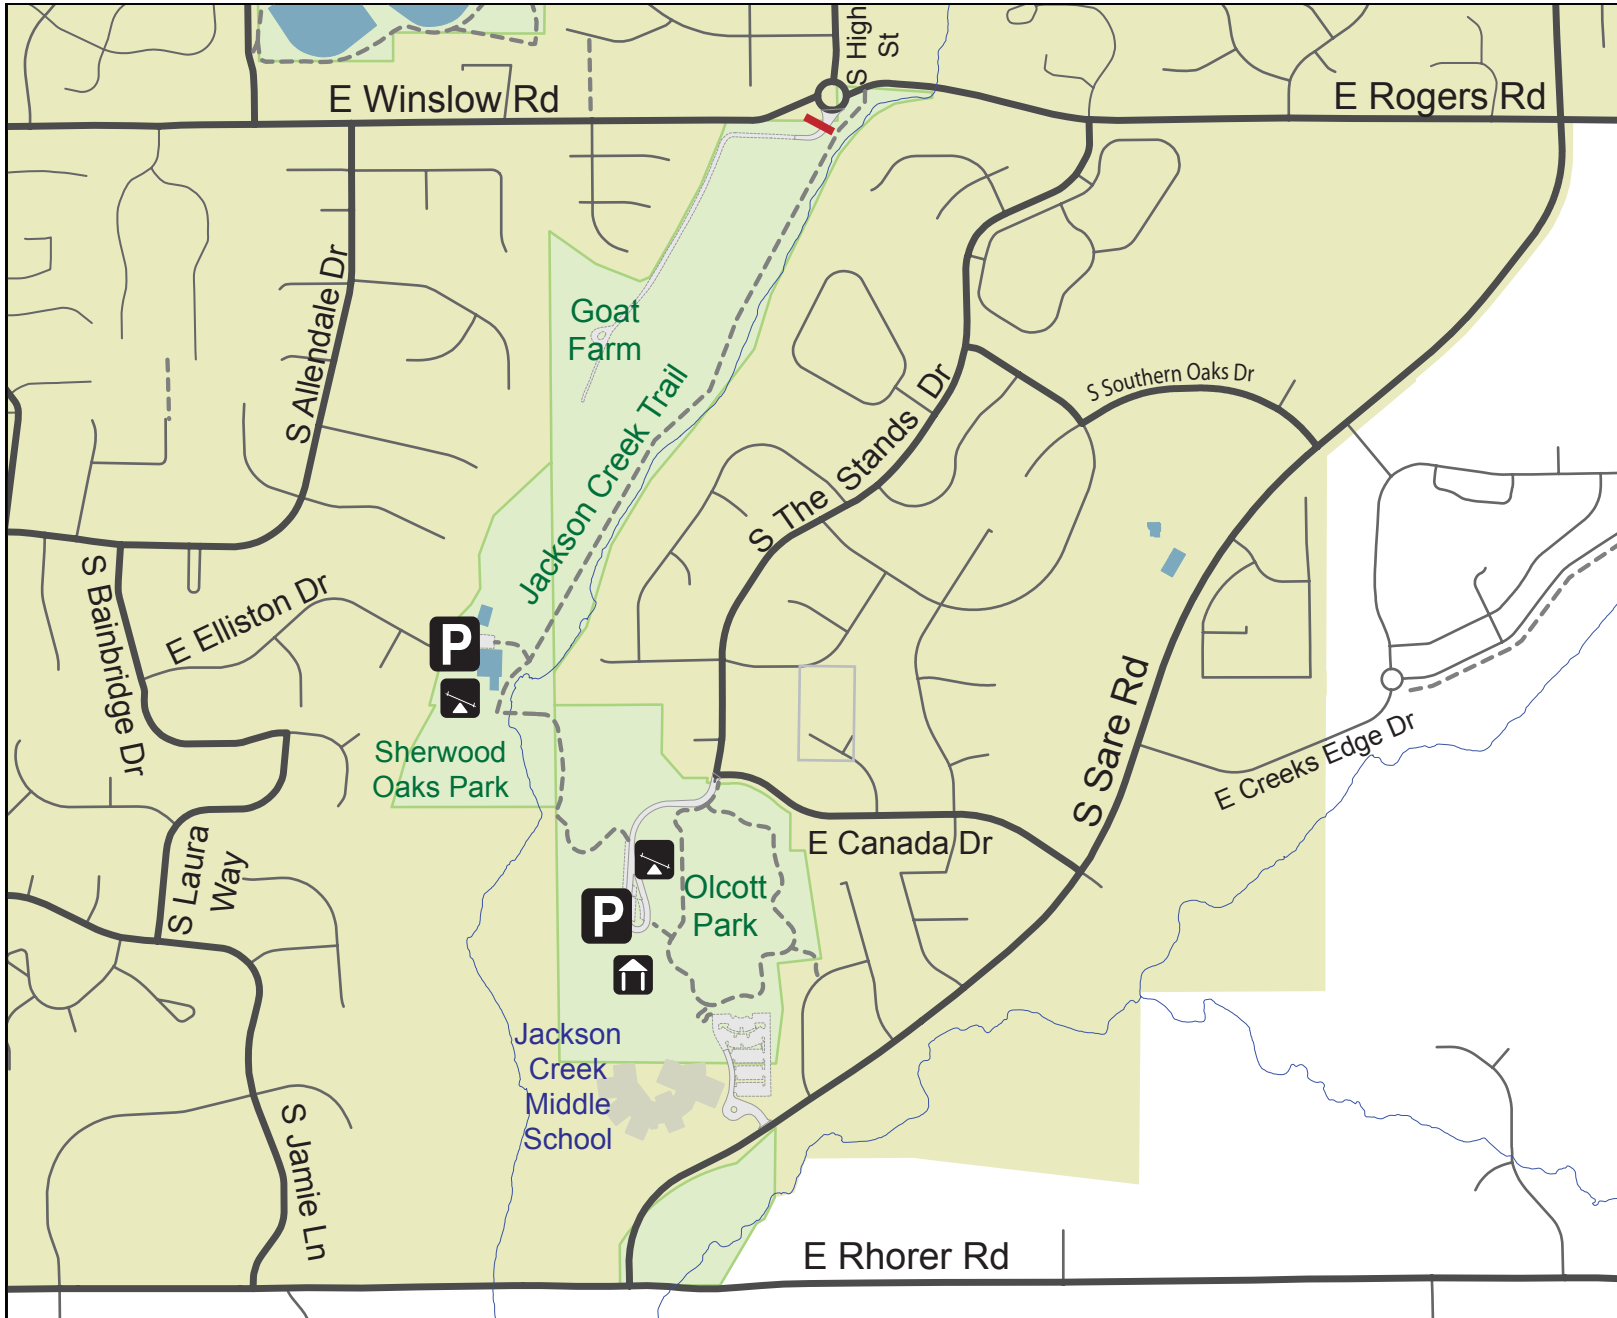 S High
St
E Winslow Rd
E Rogers Rd
S Allendale Dr
Goat
Farm
Jackson Creek Trail
S The Stands Dr
S Southern Oaks Dr
S Bainbridge Dr
E Elliston Dr
P
Sherwood
Oaks Park
S Sare Rd
E Creeks Edge Dr
S Laura
Way
E Canada Dr
P
Olcott
Park
Jackson
Creek
Middle
School
S Jamie Ln
E Rhorer Rd